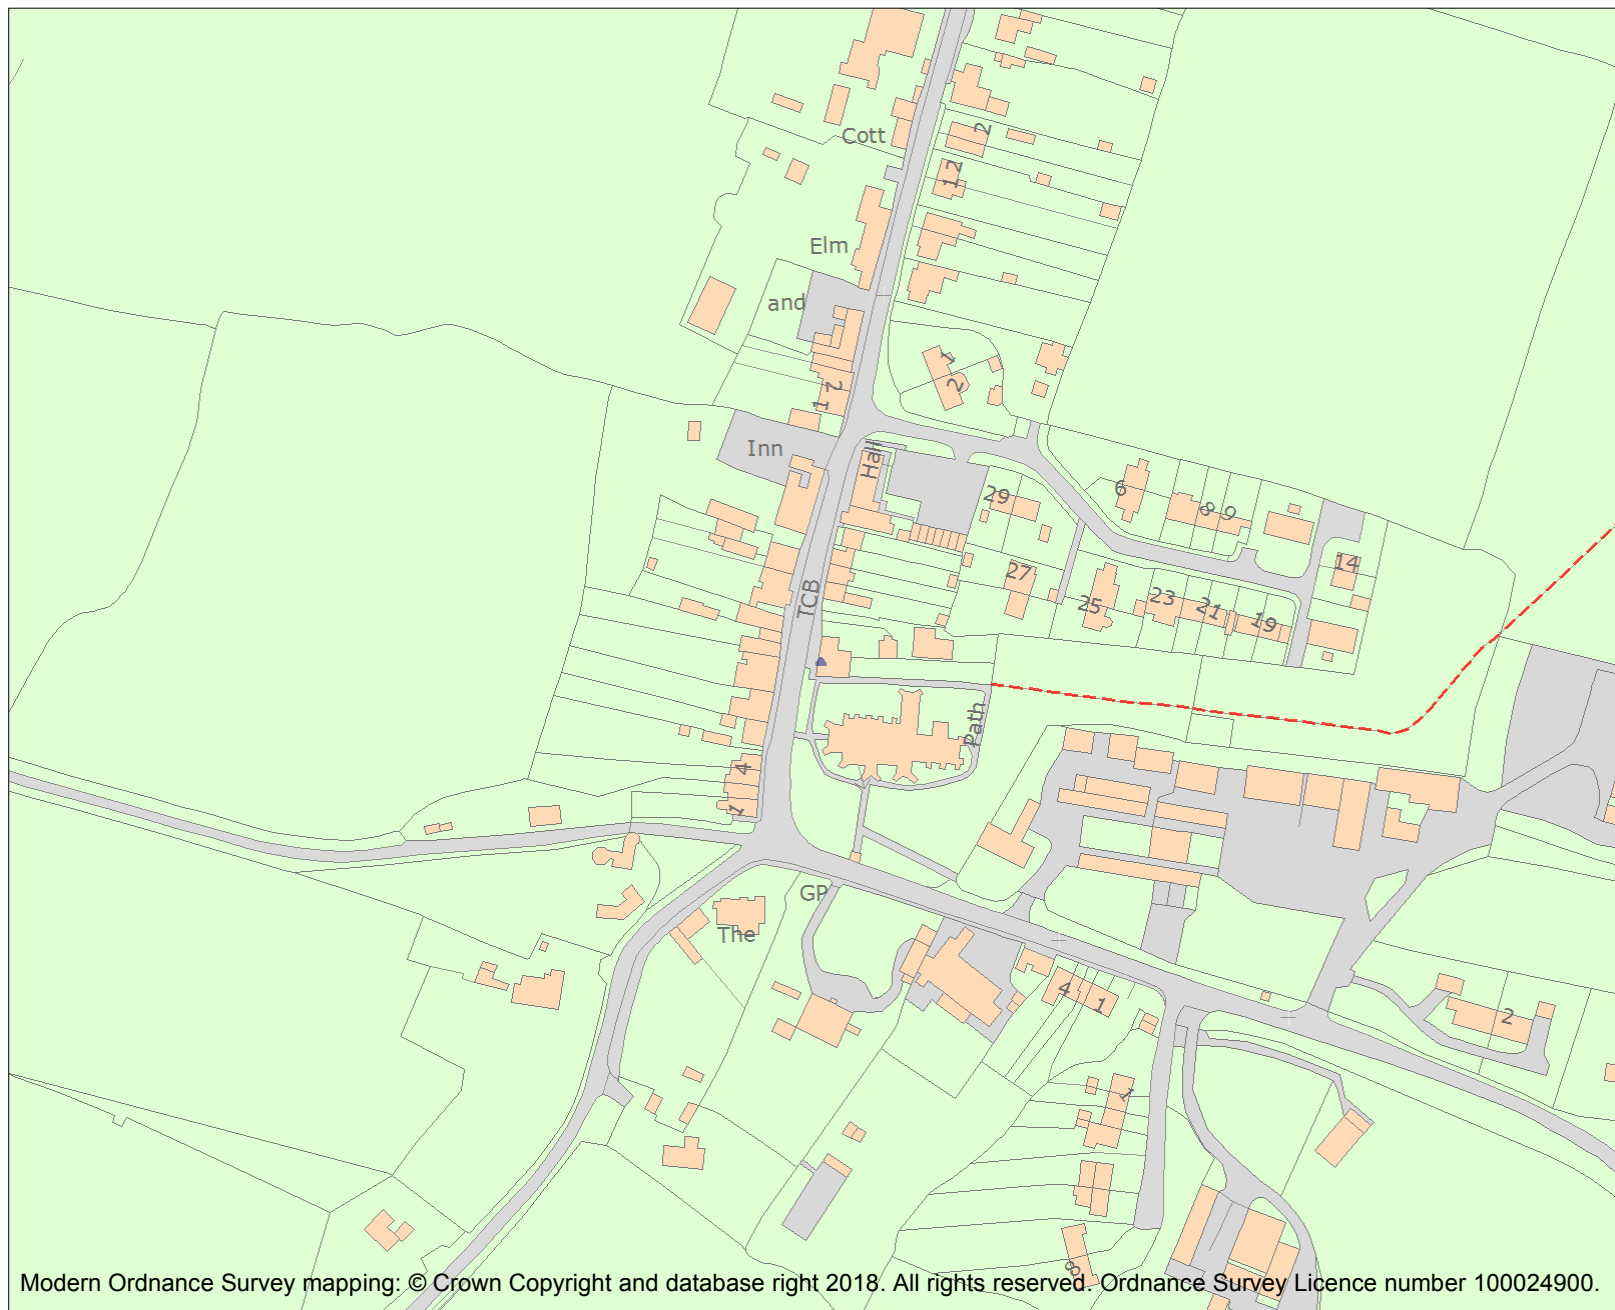 2
Cott
1 2
Elm
and
1
2
1 2
Inn
Hall
29
6
8
9
27
14
TCB
25
23
21
19
Path
4
1
GP
The
4
1
2
1
8
Modern Ordnance Survey mapping: © Crown Copyright and database right 2018. All rights reserved. Ordnance Survey Licence number 100024900.